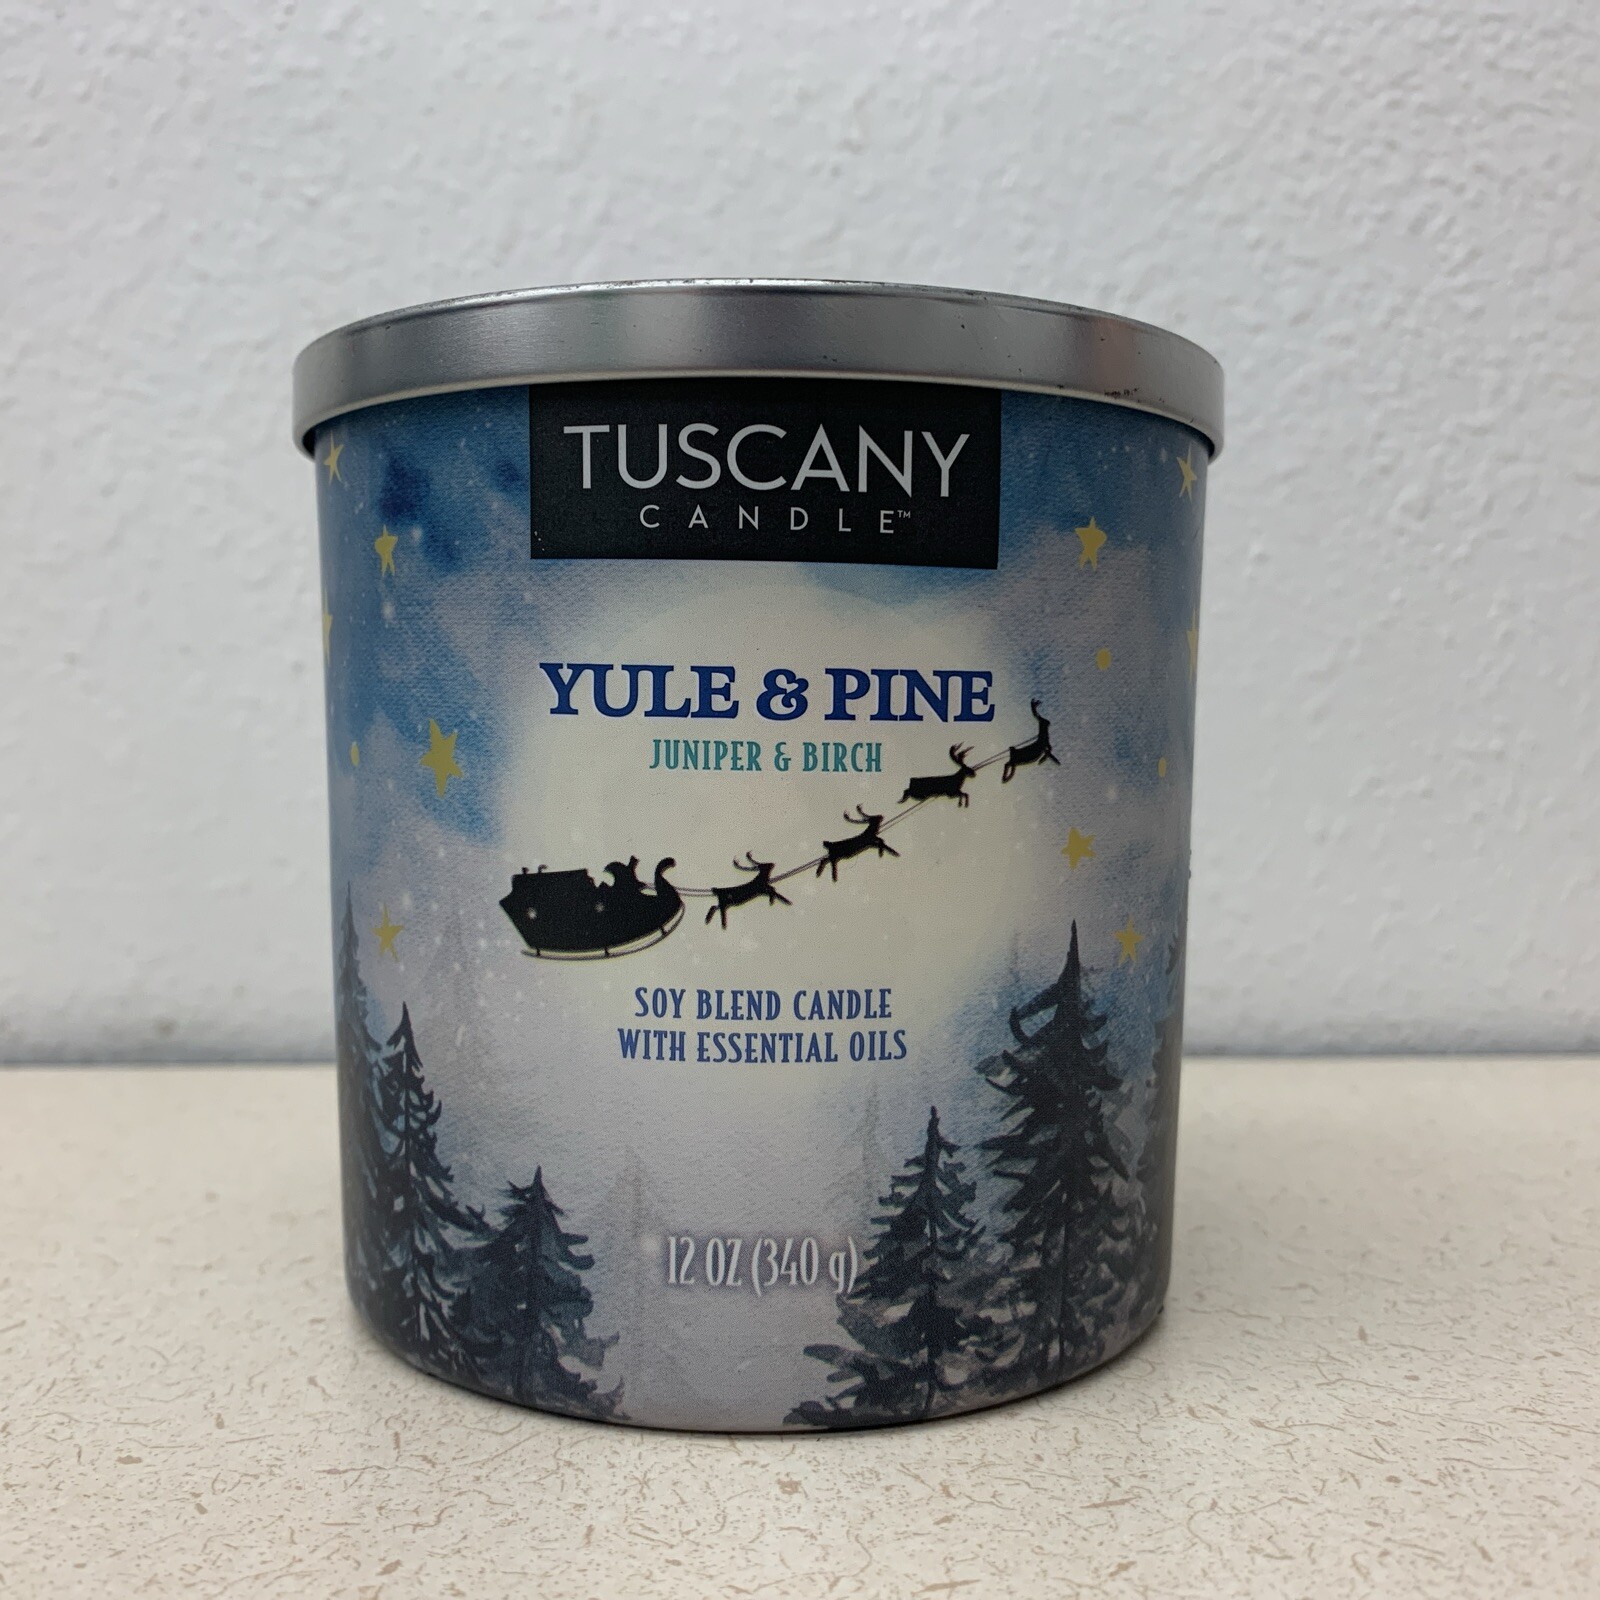 TUSCANY
CANDLE™
YULE & PINE
JUNIPER & BIRCH
SOY BLEND CANDLE
WITH ESSENTIAL OILS
12 OZ (340 g)